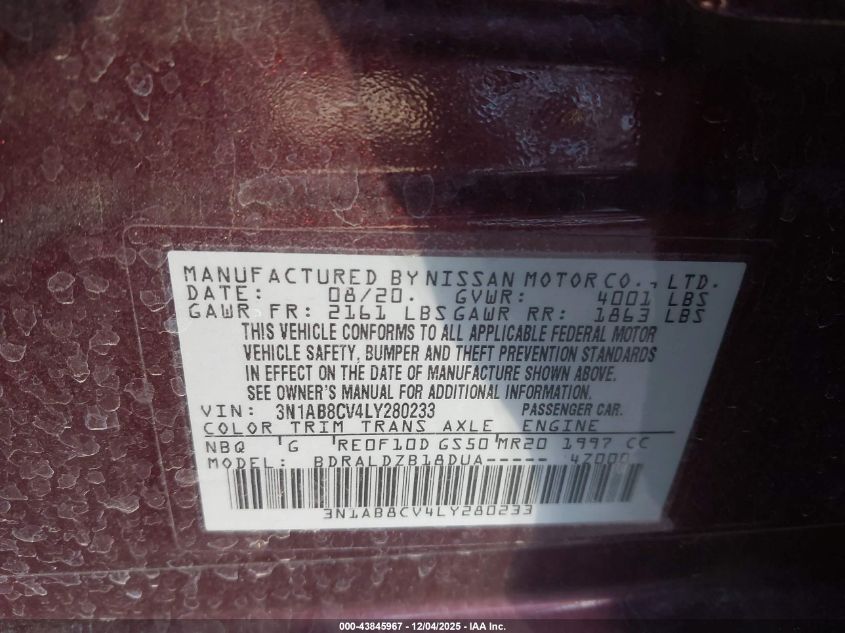 MANUFACTURED BY NISSAN MOTOR CO., LTD.
DATE: 08/20. GVWR: 4001 LBS
GAWR FR: 2161 LBS GAWR RR: 1863 LBS
THIS VEHICLE CONFORMS TO ALL APPLICABLE FEDERAL MOTOR
VEHICLE SAFETY, BUMPER AND THEFT PREVENTION STANDARDS
IN EFFECT ON THE DATE OF MANUFACTURE SHOWN ABOVE.
SEE OWNER'S MANUAL FOR ADDITIONAL INFORMATION.
VIN: 3N1AB8CV4LY280233 PASSENGER CAR.
COLOR TRIM TRANS AXLE ENGINE
NBQ G RE0F10D GS50 MR20 1997 CC
MODEL: BDRALDZB18DUA----- 47000
3N1AB8CV4LY280233
000-43845967 - 12/04/2025 - IAA Inc.